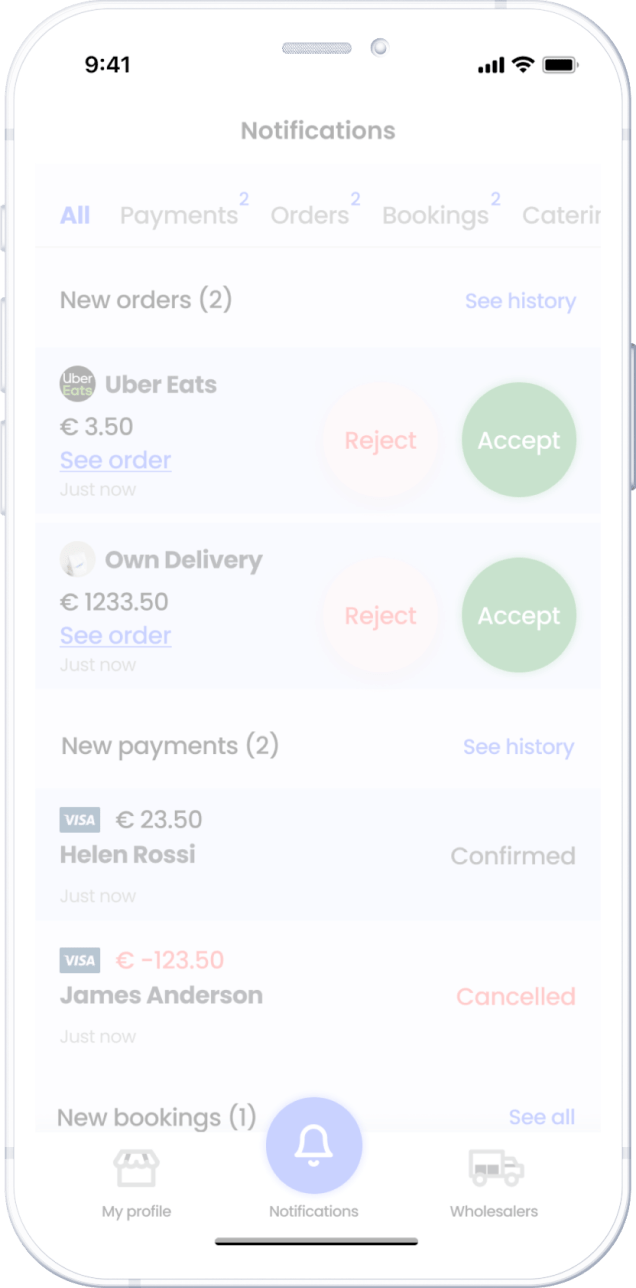 9:41
Notifications
All Payments 2 Orders 2 Bookings 2 Caterin
New orders (2) See history
Uber Eats Uber Eats
€ 3.50
Reject Accept
See order
Just now
Own Delivery
€ 1233.50
Reject Accept
See order
Just now
New payments (2) See history
VISA € 23.50
Helen Rossi Confirmed
Just now
VISA € -123.50
James Anderson Cancelled
Just now
New bookings (1) See all
My profile Notifications Wholesalers